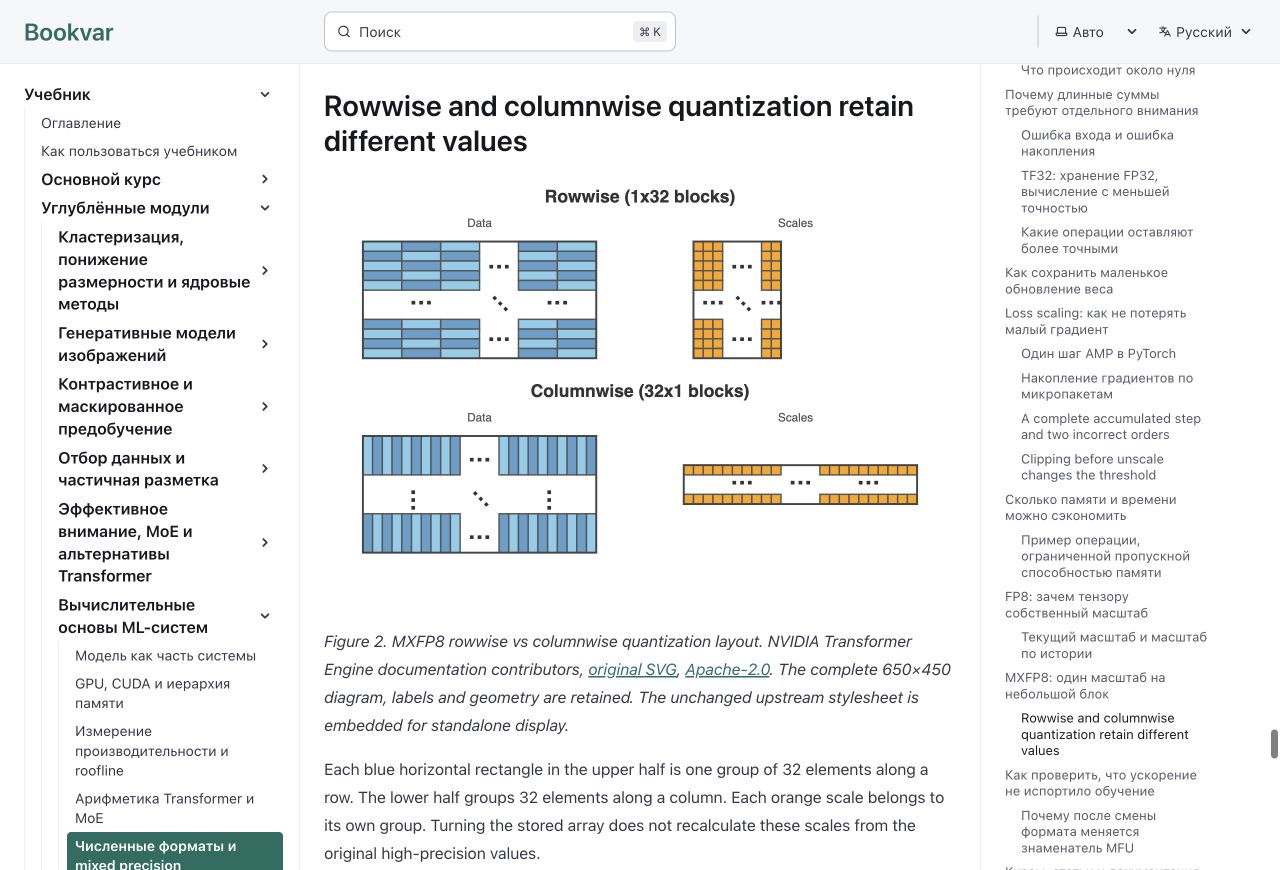 Bookvar
Поиск
⌘ K
Авто
Русский
Учебник
Оглавление
Как пользоваться учебником
Основной курс
Углублённые модули
Кластеризация,
понижение
размерности и ядровые
методы
Генеративные модели
изображений
Контрастивное и
маскированное
предобучение
Отбор данных и
частичная разметка
Эффективное
внимание, MoE и
альтернативы
Transformer
Вычислительные
основы ML-систем
Модель как часть системы
GPU, CUDA и иерархия
памяти
Измерение
производительности и
roofline
Арифметика Transformer и
MoE
Численные форматы и
mixed precision
Rowwise and columnwise quantization retain
different values
Rowwise (1x32 blocks)
Data
Scales
Columnwise (32x1 blocks)
Data
Scales
Figure 2. MXFP8 rowwise vs columnwise quantization layout. NVIDIA Transformer
Engine documentation contributors, original SVG, Apache-2.0. The complete 650×450
diagram, labels and geometry are retained. The unchanged upstream stylesheet is
embedded for standalone display.
Each blue horizontal rectangle in the upper half is one group of 32 elements along a
row. The lower half groups 32 elements along a column. Each orange scale belongs to
its own group. Turning the stored array does not recalculate these scales from the
original high-precision values.
Что происходит около нуля
Почему длинные суммы
требуют отдельного внимания
Ошибка входа и ошибка
накопления
TF32: хранение FP32,
вычисление с меньшей
точностью
Какие операции оставляют
более точными
Как сохранить маленькое
обновление веса
Loss scaling: как не потерять
малый градиент
Один шаг AMP в PyTorch
Накопление градиентов по
микропакетам
A complete accumulated step
and two incorrect orders
Clipping before unscale
changes the threshold
Сколько памяти и времени
можно сэкономить
Пример операции,
ограниченной пропускной
способностью памяти
FP8: зачем тензору
собственный масштаб
Текущий масштаб и масштаб
по истории
MXFP8: один масштаб на
небольшой блок
Rowwise and columnwise
quantization retain different
values
Как проверить, что ускорение
не испортило обучение
Почему после смены
формата меняется
знаменатель MFU